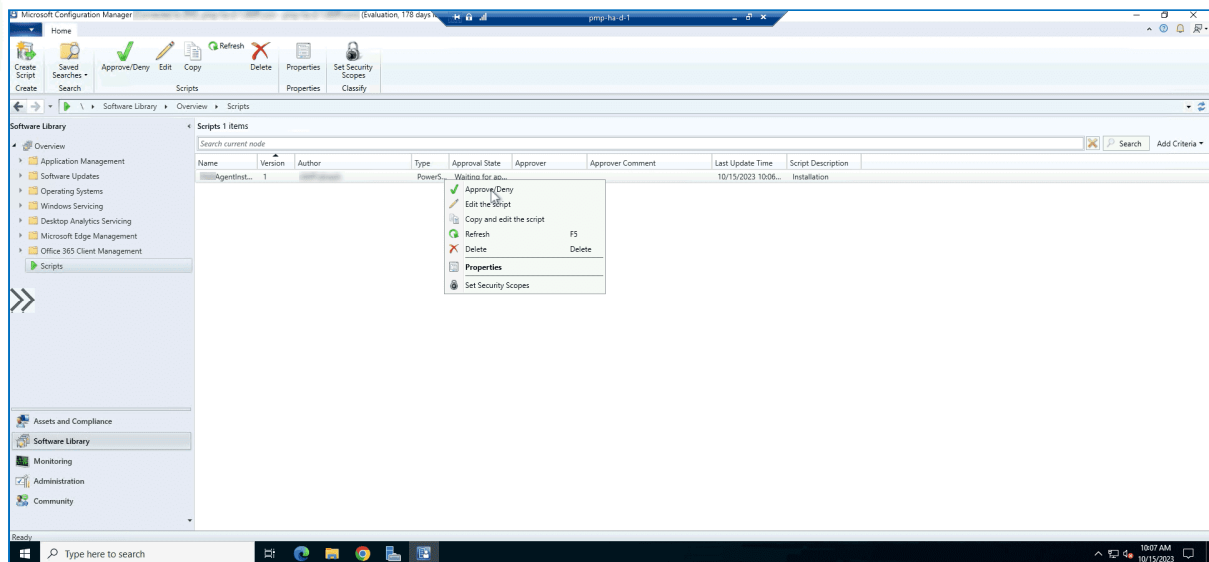 Microsoft Configuration Manager (Evaluation, 178 days
pmp-ha-d-1
Home
Create Script
Saved Searches
Approve/Deny
Edit
Copy
Refresh
Delete
Properties
Set Security Scopes
Create
Search
Scripts
Properties
Classify
\ Software Library Overview Scripts
Software Library
Scripts 1 items
Search current node
Search
Add Criteria
Overview
Application Management
Software Updates
Operating Systems
Windows Servicing
Desktop Analytics Servicing
Microsoft Edge Management
Office 365 Client Management
Scripts
Name Version Author Type Approval State Approver Approver Comment Last Update Time Script Description
AgentInst... 1 PowerS... Waiting for ap... 10/15/2023 10:06... Installation
Approve/Deny
Edit the script
Copy and edit the script
Refresh F5
Delete Delete
Properties
Set Security Scopes
Assets and Compliance
Software Library
Monitoring
Administration
Community
Ready
Type here to search
10:07 AM
10/15/2023